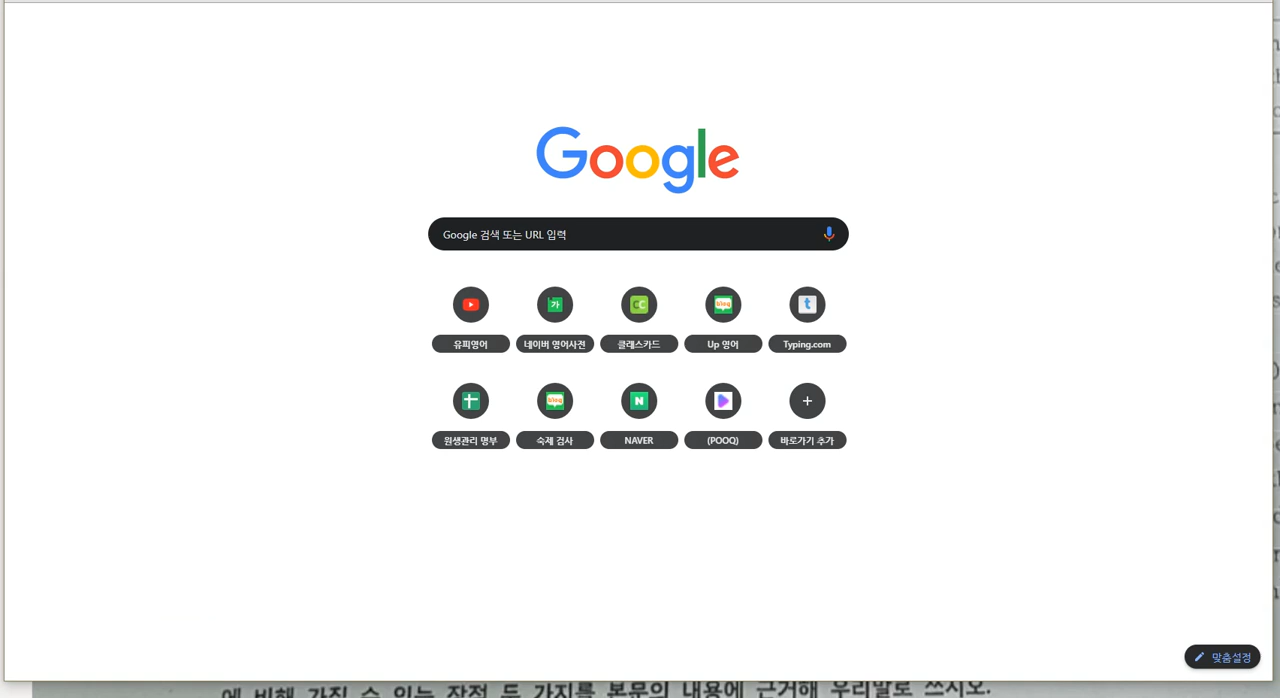 Google
Google 검색 또는 URL 입력
유피영어
네이버 영어사전
클래스카드
Up 영어
Typing.com
원생관리 명부
숙제 검사
NAVER
(POOQ)
바로가기 추가
맞춤설정
에 비해 가질 수 있는 장점 두 가지를 본문의 내용에 근거해 우리말로 쓰시오.